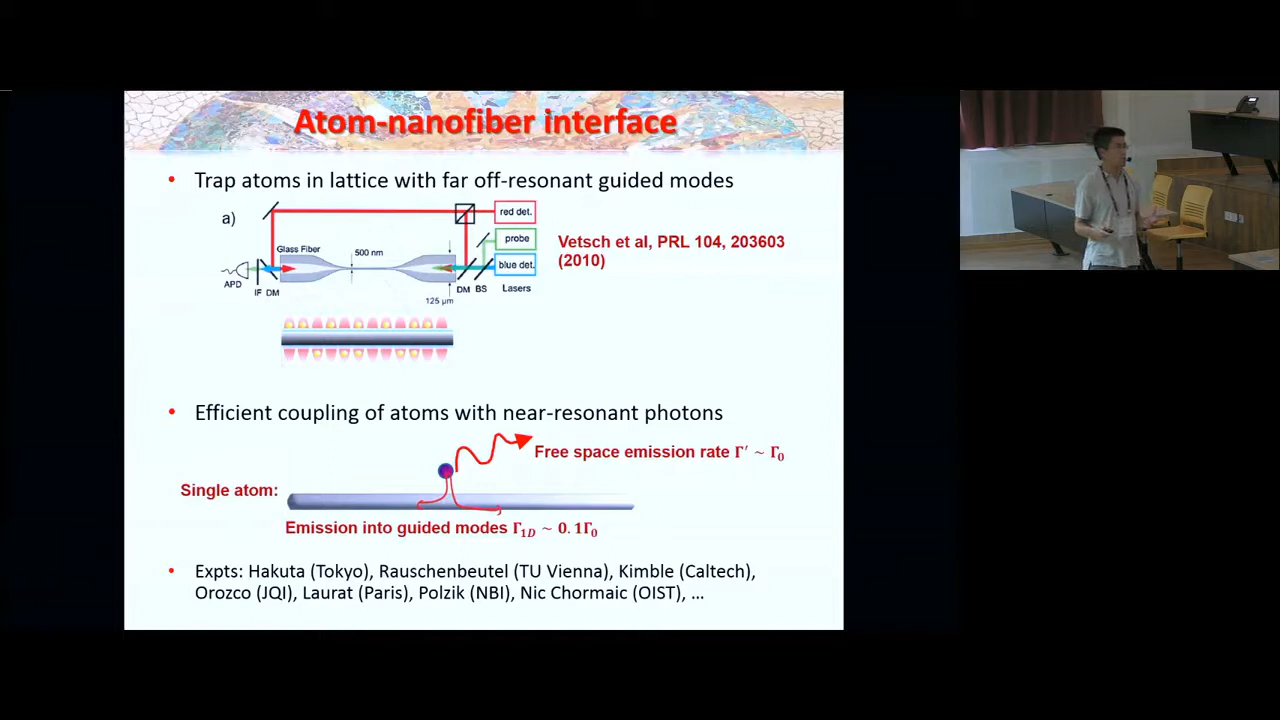 Atom-nanofiber interface
• Trap atoms in lattice with far off-resonant guided modes
a)
red det.
Glass Fiber
500 nm
probe
Vetsch et al, PRL 104, 203603
(2010)
blue det.
APD
IF DM
DM BS
Lasers
125 µm
• Efficient coupling of atoms with near-resonant photons
Free space emission rate Γ′ ~ Γ₀
Single atom:
Emission into guided modes Γ₁D ~ 0.1Γ₀
• Expts: Hakuta (Tokyo), Rauschenbeutel (TU Vienna), Kimble (Caltech),
Orozco (JQI), Laurat (Paris), Polzik (NBI), Nic Chormaic (OIST), ...